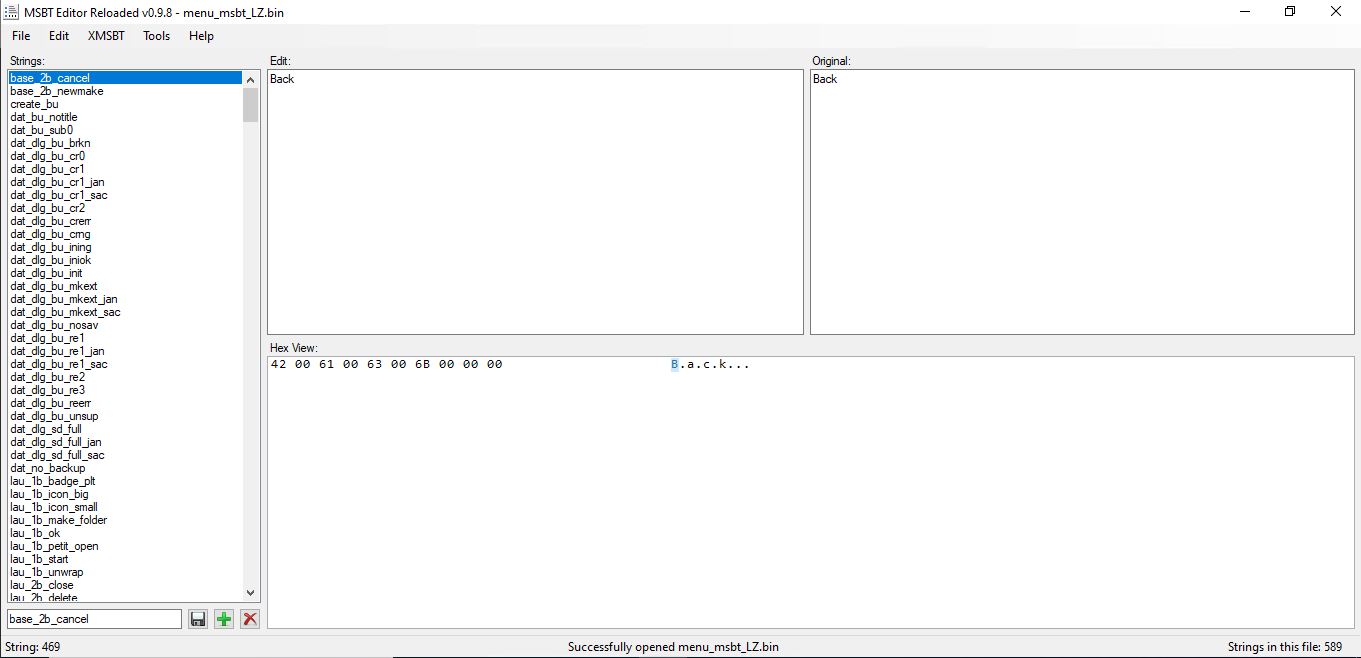 MSBT Editor Reloaded v0.9.8 - menu_msbt_LZ.bin
File Edit XMSBT Tools Help
Strings:
base_2b_cancel
base_2b_newmake
create_bu
dat_bu_notitle
dat_bu_sub0
dat_dlg_bu_brkn
dat_dlg_bu_cr0
dat_dlg_bu_cr1
dat_dlg_bu_cr1_jan
dat_dlg_bu_cr1_sac
dat_dlg_bu_cr2
dat_dlg_bu_crerr
dat_dlg_bu_crng
dat_dlg_bu_ining
dat_dlg_bu_iniok
dat_dlg_bu_init
dat_dlg_bu_mkext
dat_dlg_bu_mkext_jan
dat_dlg_bu_mkext_sac
dat_dlg_bu_nosav
dat_dlg_bu_re1
dat_dlg_bu_re1_jan
dat_dlg_bu_re1_sac
dat_dlg_bu_re2
dat_dlg_bu_re3
dat_dlg_bu_reerr
dat_dlg_bu_unsup
dat_dlg_sd_full
dat_dlg_sd_full_jan
dat_dlg_sd_full_sac
dat_no_backup
lau_1b_badge_plt
lau_1b_icon_big
lau_1b_icon_small
lau_1b_make_folder
lau_1b_ok
lau_1b_petit_open
lau_1b_start
lau_1b_unwrap
lau_2b_close
lau_2b_delete
base_2b_cancel
Edit:
Back
Original:
Back
Hex View:
42 00 61 00 63 00 6B 00 00 00 B.a.c.k...
String: 469
Successfully opened menu_msbt_LZ.bin
Strings in this file: 589